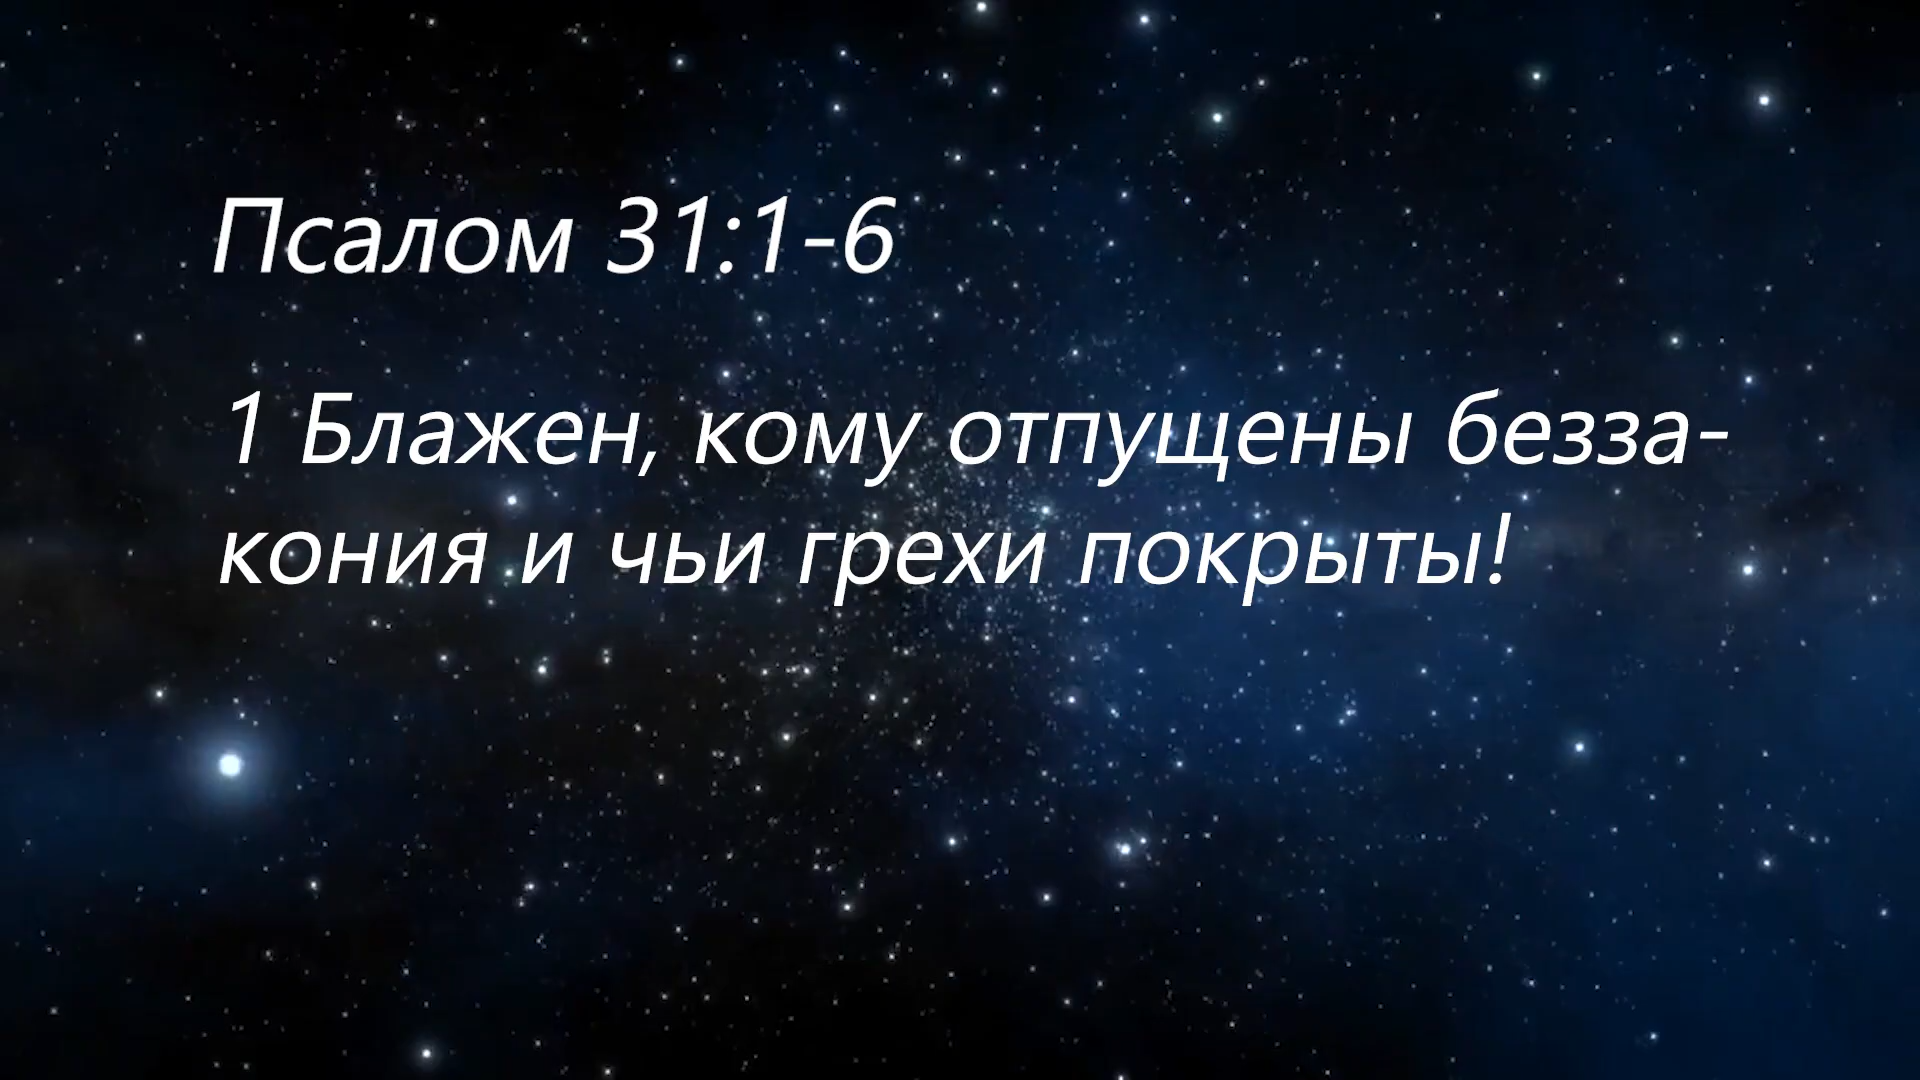 Псалом 31:1-6
1 Блажен, кому отпущены безза-
кония и чьи грехи покрыты!